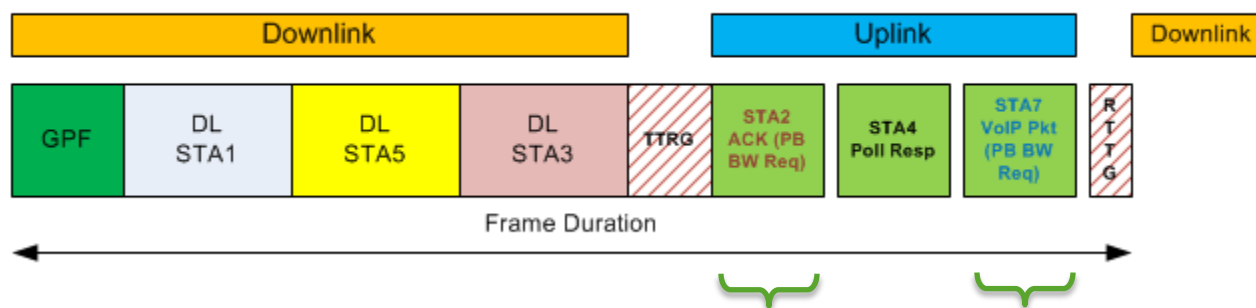 Downlink
Uplink
Downlink
GPF
DL
STA1
DL
STA5
DL
STA3
TTRG
STA2
ACK (PB
BW Req)
STA4
Poll Resp
STA7
VoIP Pkt
(PB BW
Req)
R
T
T
G
Frame Duration